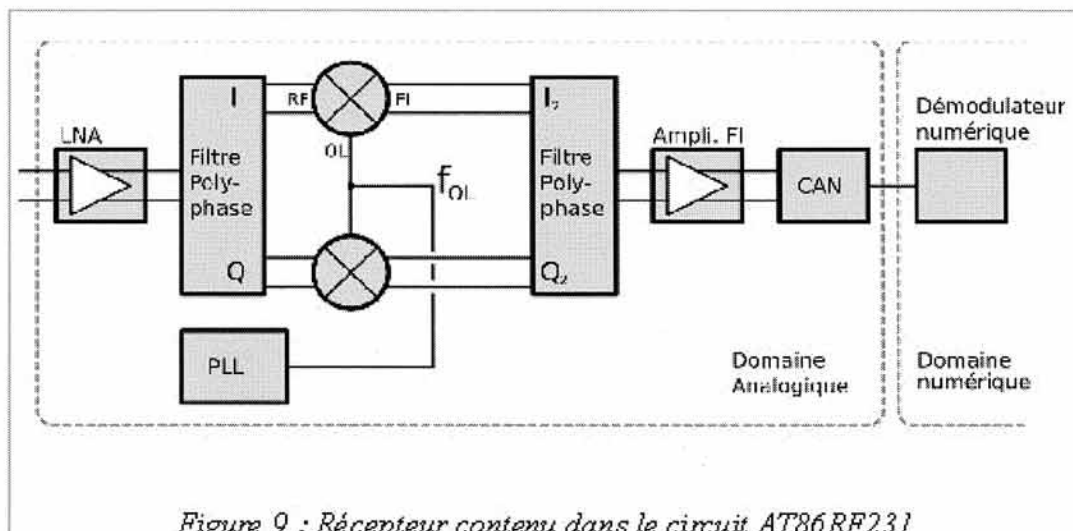 I
RF
FI
I₂
Démodulateur
numérique
LNA
Ampli. FI
OL
Filtre
Poly-
phase
f_OL
Filtre
Poly-
phase
CAN
Q
Q₂
PLL
Domaine
Analogique
Domaine
numérique
Figure 9 : Récepteur contenu dans le circuit AT86RF231